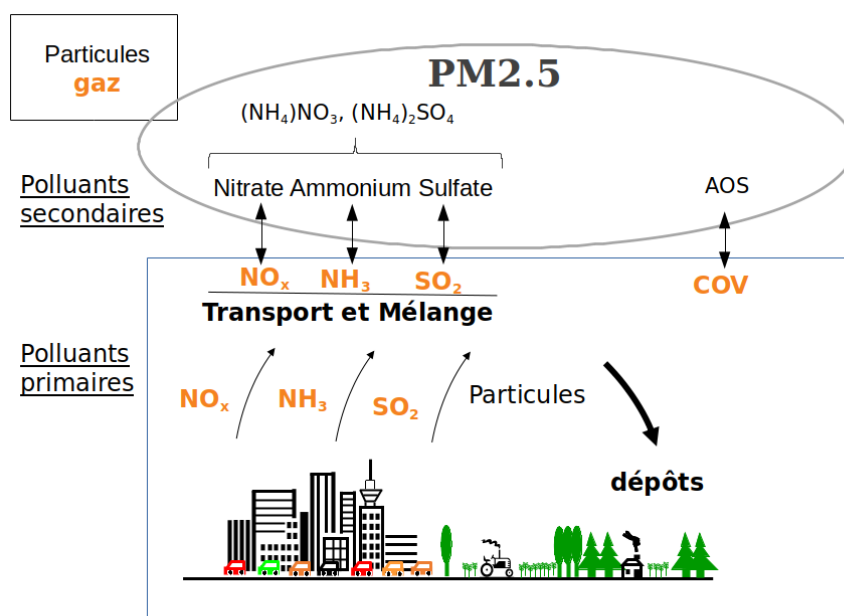 Particules
gaz
PM2.5
(NH₄)NO₃, (NH₄)₂SO₄
Polluants
secondaires
Nitrate Ammonium Sulfate
AOS
NOₓ NH₃ SO₂
COV
Transport et Mélange
Polluants
primaires
NOₓ NH₃ SO₂ Particules
dépôts